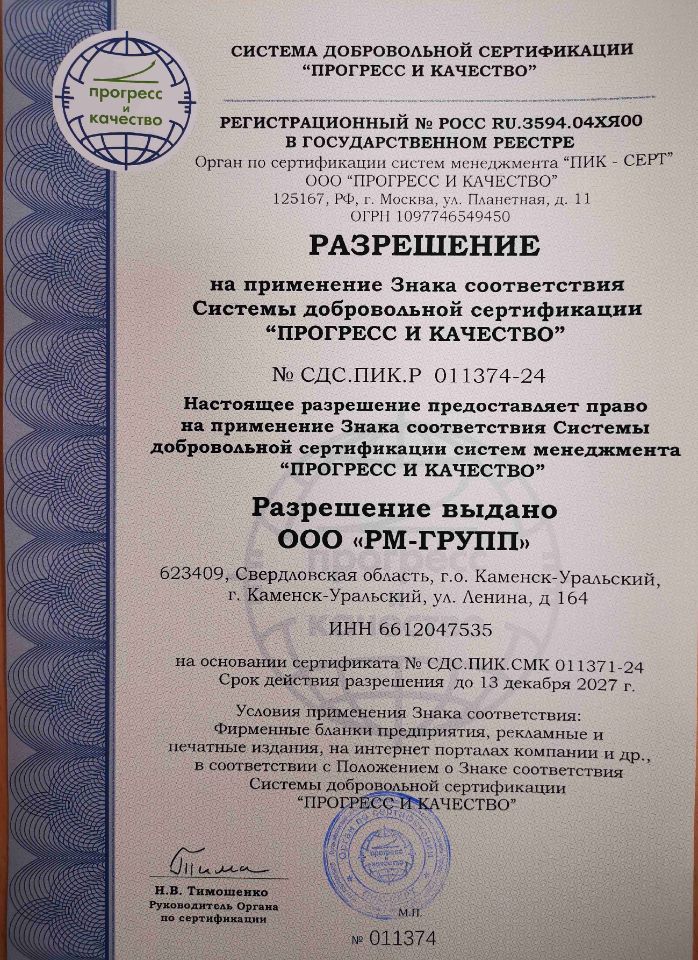 прогресс
и
качество
СИСТЕМА ДОБРОВОЛЬНОЙ СЕРТИФИКАЦИИ
“ПРОГРЕСС И КАЧЕСТВО”
РЕГИСТРАЦИОННЫЙ № РОСС RU.3594.04ХЯ00
В ГОСУДАРСТВЕННОМ РЕЕСТРЕ
Орган по сертификации систем менеджмента “ПИК - СЕРТ”
ООО “ПРОГРЕСС И КАЧЕСТВО”
125167, РФ, г. Москва, ул. Планетная, д. 11
ОГРН 1097746549450
РАЗРЕШЕНИЕ
на применение Знака соответствия
Системы добровольной сертификации
“ПРОГРЕСС И КАЧЕСТВО”
№ СДС.ПИК.Р 011374-24
Настоящее разрешение предоставляет право
на применение Знака соответствия Системы
добровольной сертификации систем менеджмента
“ПРОГРЕСС И КАЧЕСТВО”
Разрешение выдано
ООО «РМ-ГРУПП»
623409, Свердловская область, г.о. Каменск-Уральский,
г. Каменск-Уральский, ул. Ленина, д 164
ИНН 6612047535
на основании сертификата № СДС.ПИК.СМК 011371-24
Срок действия разрешения до 13 декабря 2027 г.
Условия применения Знака соответствия:
Фирменные бланки предприятия, рекламные и
печатные издания, на интернет порталах компании и др.,
в соответствии с Положением о Знаке соответствия
Системы добровольной сертификации
“ПРОГРЕСС И КАЧЕСТВО”
Н.В. Тимошенко
Руководитель Органа
по сертификации
М.П.
№ 011374